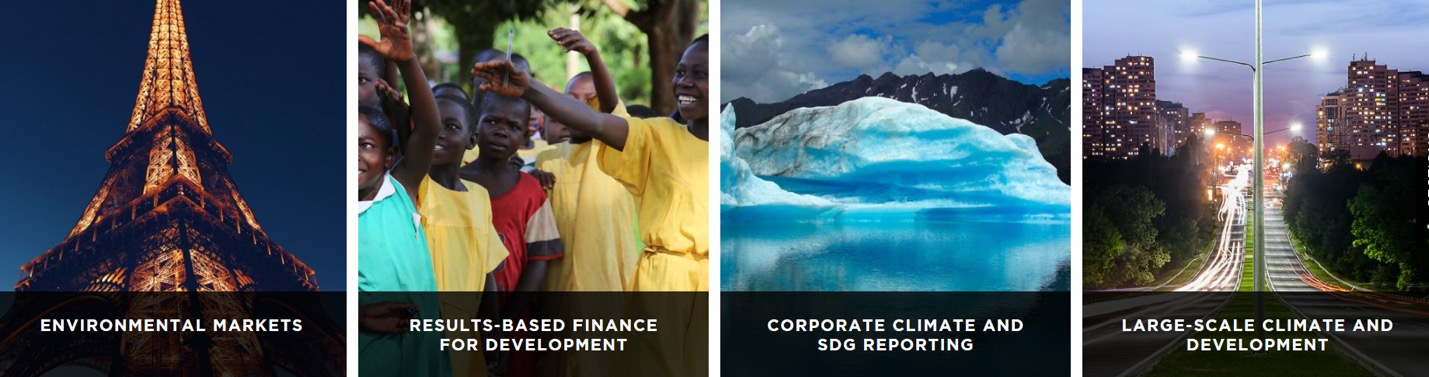 ENVIRONMENTAL MARKETS
RESULTS-BASED FINANCE
FOR DEVELOPMENT
CORPORATE CLIMATE AND
SDG REPORTING
LARGE-SCALE CLIMATE AND
DEVELOPMENT